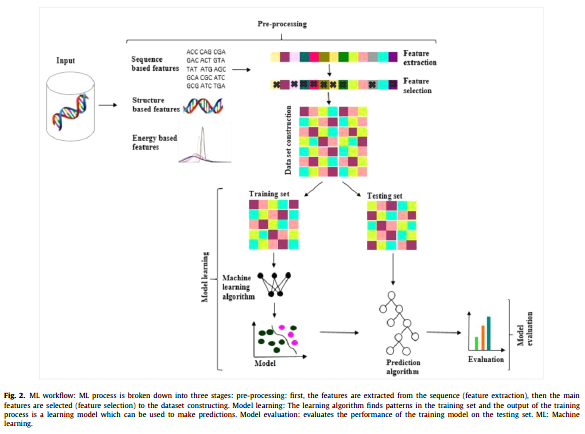 Pre-processing
Input
Sequence
based features
ACC CAG CGA
GAC ACT GTA
TAT ATG AGC
GCA CGC ATC
GCG ATC TGA
Feature
extraction
Feature
selection
Structure
based features
Energy based
features
Data set construction
Training set
Testing set
Model learning
Machine
learning
algorithm
Model
Prediction
algorithm
Evaluation
Model
evaluation
Fig. 2. ML workflow: ML process is broken down into three stages: pre-processing: first, the features are extracted from the sequence (feature extraction), then the main
features are selected (feature selection) to the dataset constructing. Model learning: The learning algorithm finds patterns in the training set and the output of the training
process is a learning model which can be used to make predictions. Model evaluation: evaluates the performance of the training model on the testing set. ML: Machine
learning.